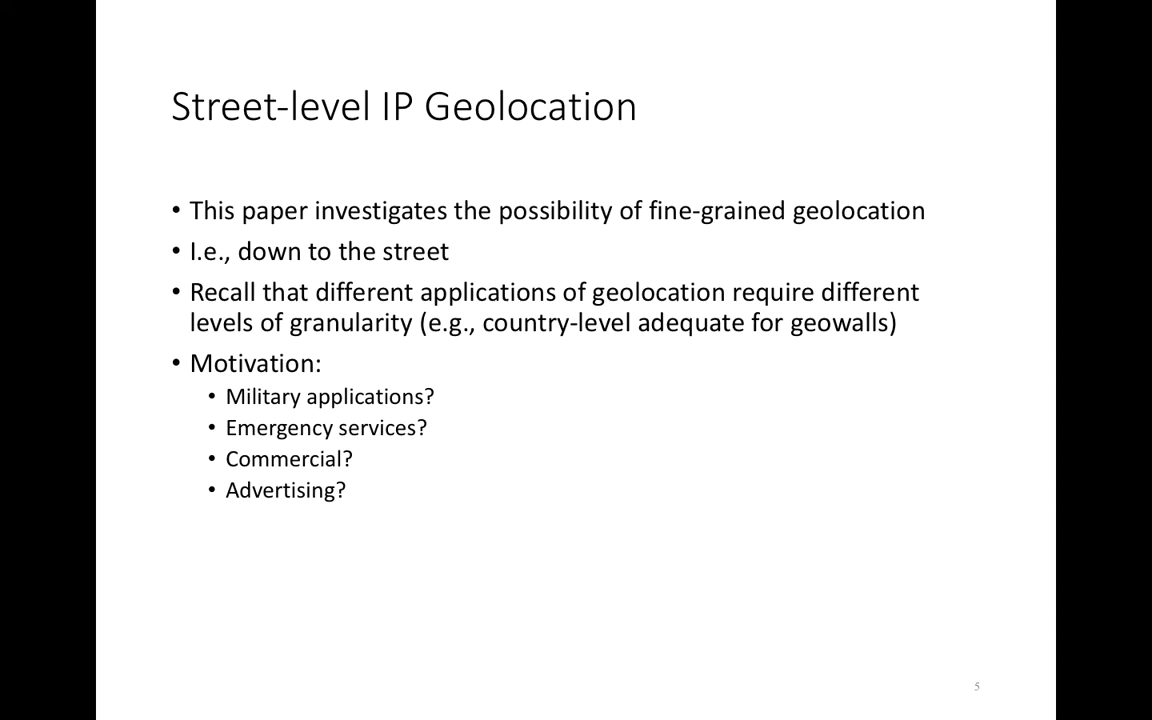 Street-level IP Geolocation
• This paper investigates the possibility of fine-grained geolocation
• I.e., down to the street
• Recall that different applications of geolocation require different
levels of granularity (e.g., country-level adequate for geowalls)
• Motivation:
• Military applications?
• Emergency services?
• Commercial?
• Advertising?
5